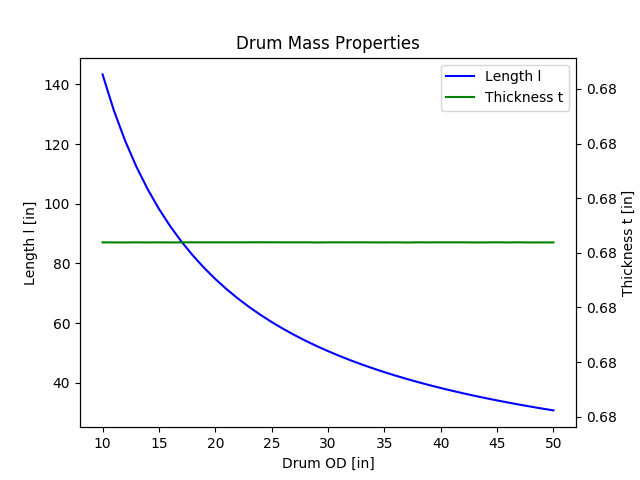 Drum Mass Properties
Length l
Thickness t
140
120
100
80
60
40
Length l [in]
0.68
0.68
0.68
0.68
0.68
0.68
0.68
Thickness t [in]
10 15 20 25 30 35 40 45 50
Drum OD [in]